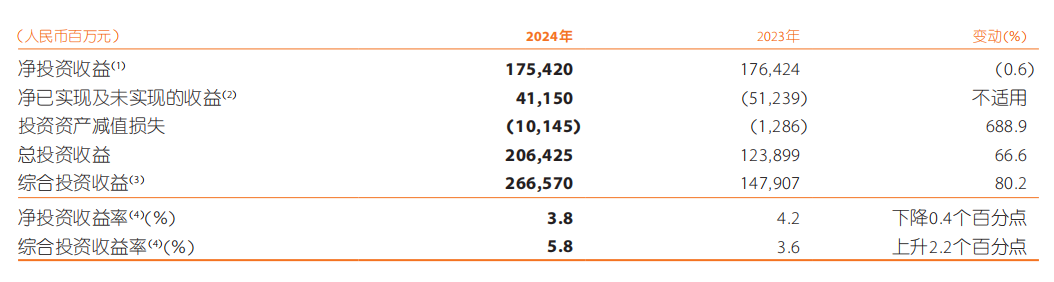 （人民币百万元） 2024年 2023年 变动(%)
净投资收益(1) 175,420 176,424 (0.6)
净已实现及未实现的收益(2) 41,150 (51,239) 不适用
投资资产减值损失 (10,145) (1,286) 688.9
总投资收益 206,425 123,899 66.6
综合投资收益(3) 266,570 147,907 80.2
净投资收益率(4)(%) 3.8 4.2 下降0.4个百分点
综合投资收益率(4)(%) 5.8 3.6 上升2.2个百分点